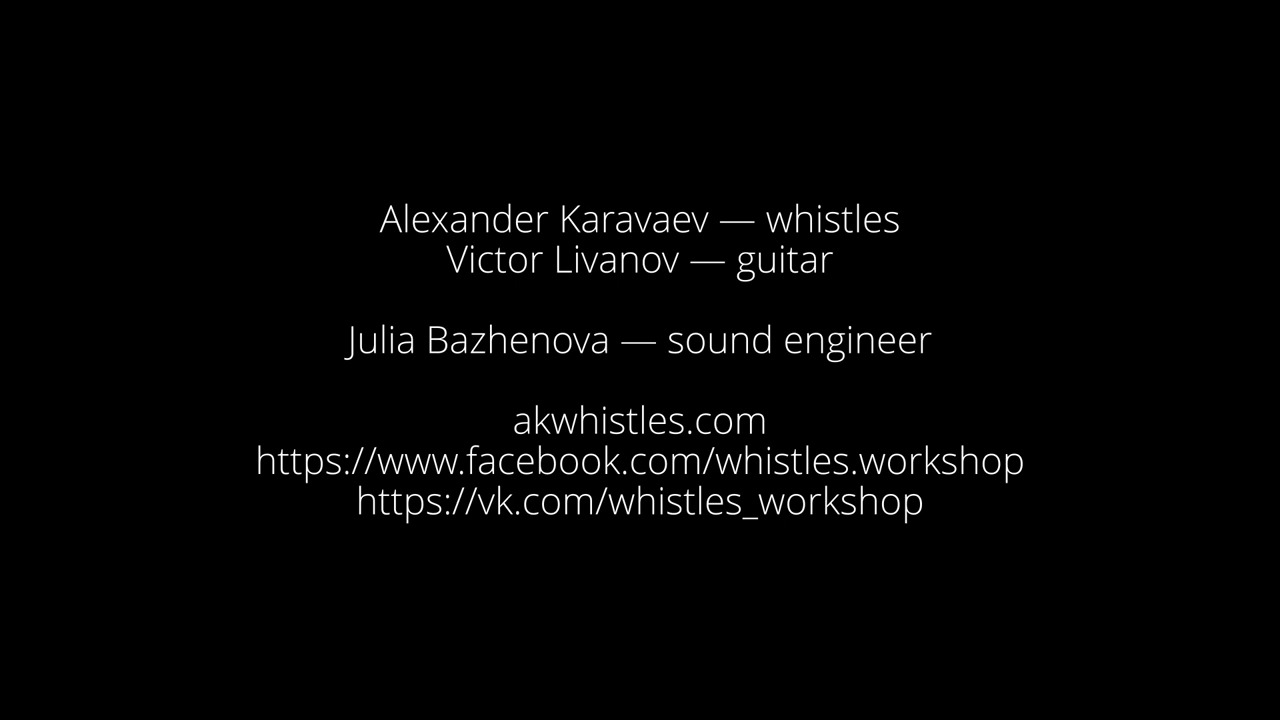 Alexander Karavaev — whistles
Victor Livanov — guitar
Julia Bazhenova — sound engineer
akwhistles.com
https://www.facebook.com/whistles.workshop
https://vk.com/whistles_workshop